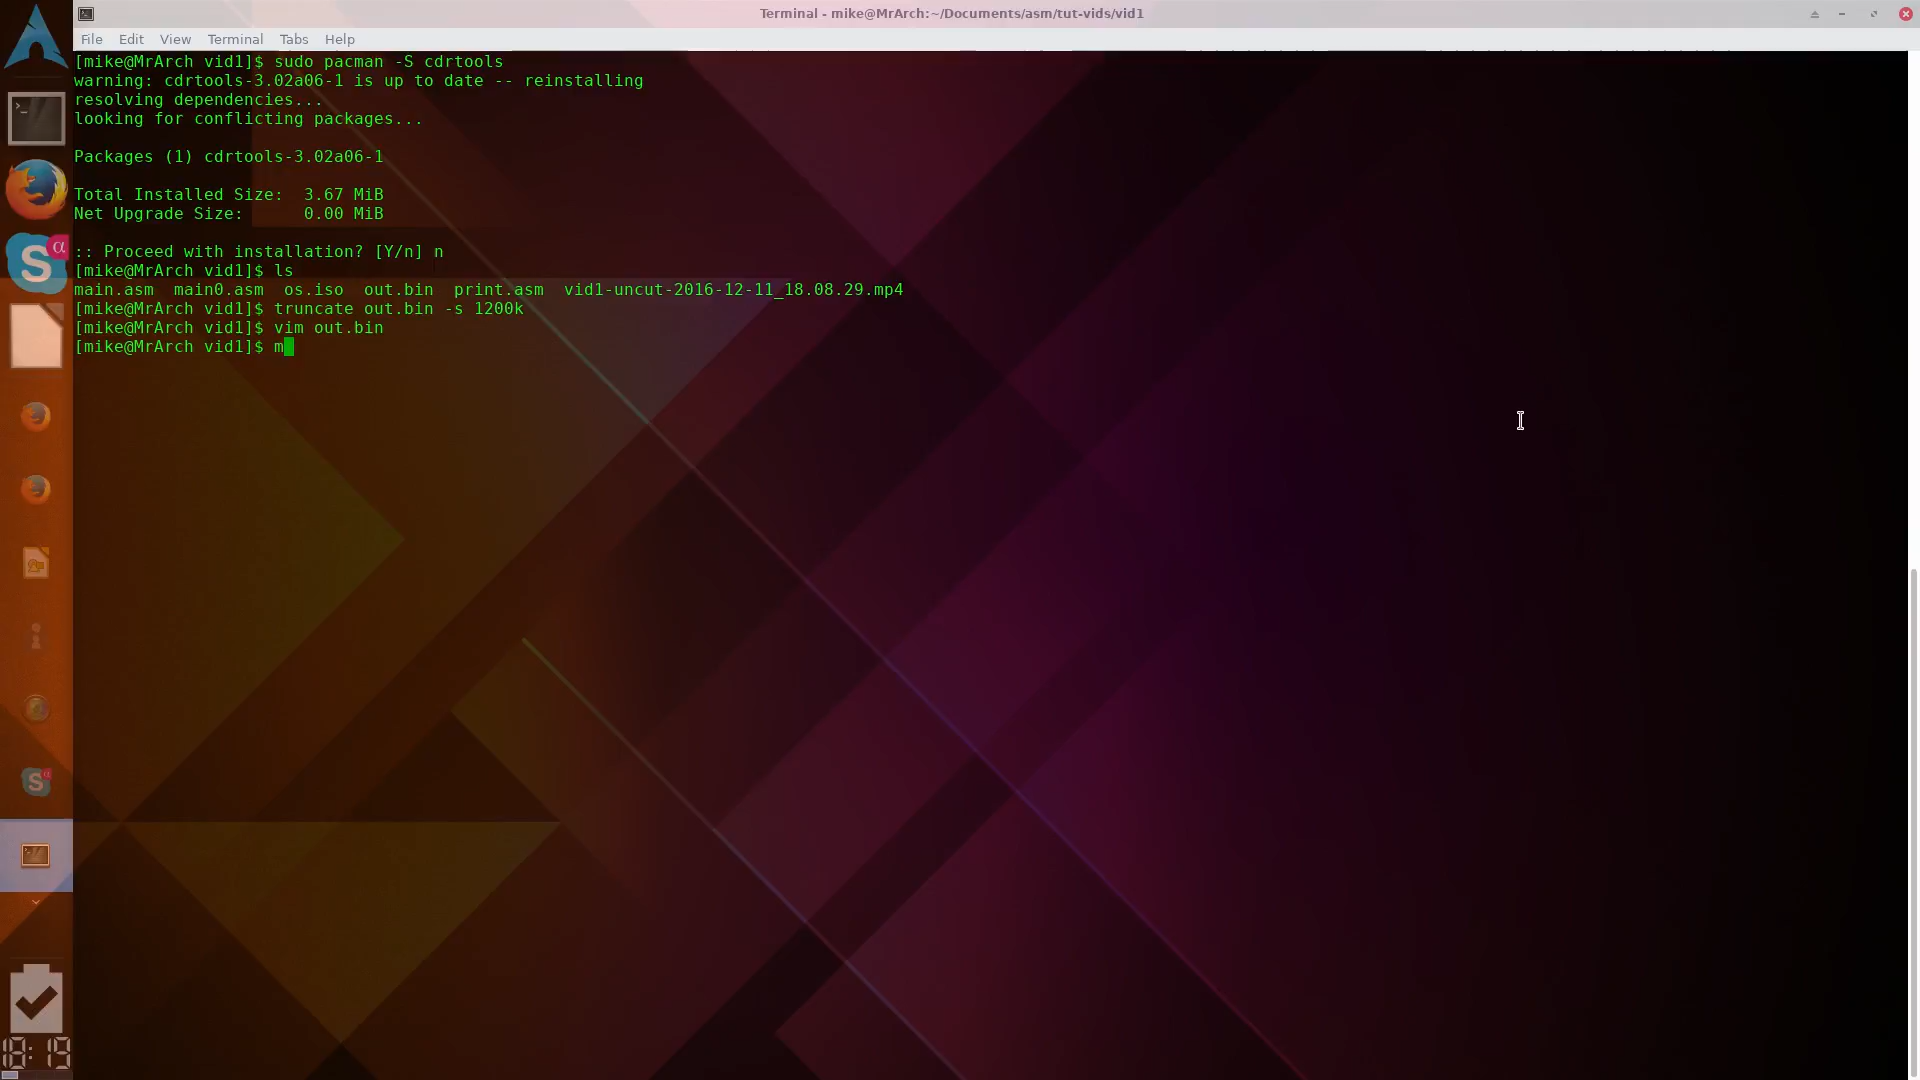 Terminal - mike@MrArch:~/Documents/asm/tut-vids/vid1
File Edit View Terminal Tabs Help
[mike@MrArch vid1]$ sudo pacman -S cdrtools
warning: cdrtools-3.02a06-1 is up to date -- reinstalling
resolving dependencies...
looking for conflicting packages...
Packages (1) cdrtools-3.02a06-1
Total Installed Size:  3.67 MiB
Net Upgrade Size:      0.00 MiB
:: Proceed with installation? [Y/n] n
[mike@MrArch vid1]$ ls
main.asm  main0.asm  os.iso  out.bin  print.asm  vid1-uncut-2016-12-11_18.08.29.mp4
[mike@MrArch vid1]$ truncate out.bin -s 1200k
[mike@MrArch vid1]$ vim out.bin
[mike@MrArch vid1]$ m
18:19